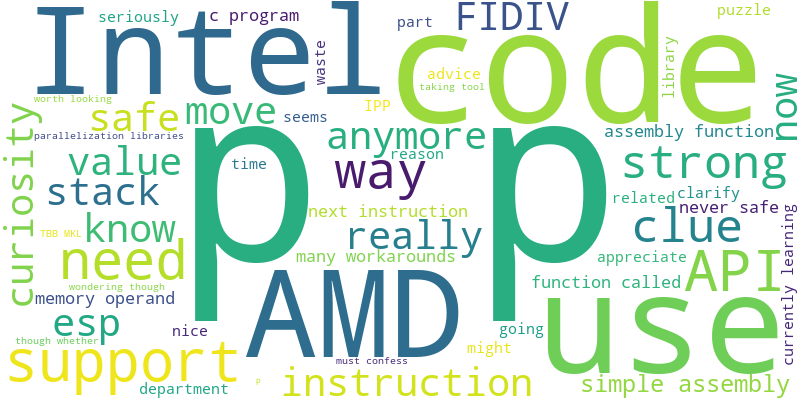 Intel
seriously
c program
part
FIDIV
puzzle
waste
code
advice
library
taking tool
worth looking
IPP
safe
move
seems
now
parallelization libraries
anymore
assembly function
p p
reason
curiosity
value
time
way
strong
stack
related
clarify
next instruction
never safe
know
TBB MKL
really
clue
many workarounds
appreciate
need
API
wondering though
AMD
function called
memory operand
use
currently learning
esp
nice
going
though whether
might
support
must confess
department
p
instruction
simple assembly